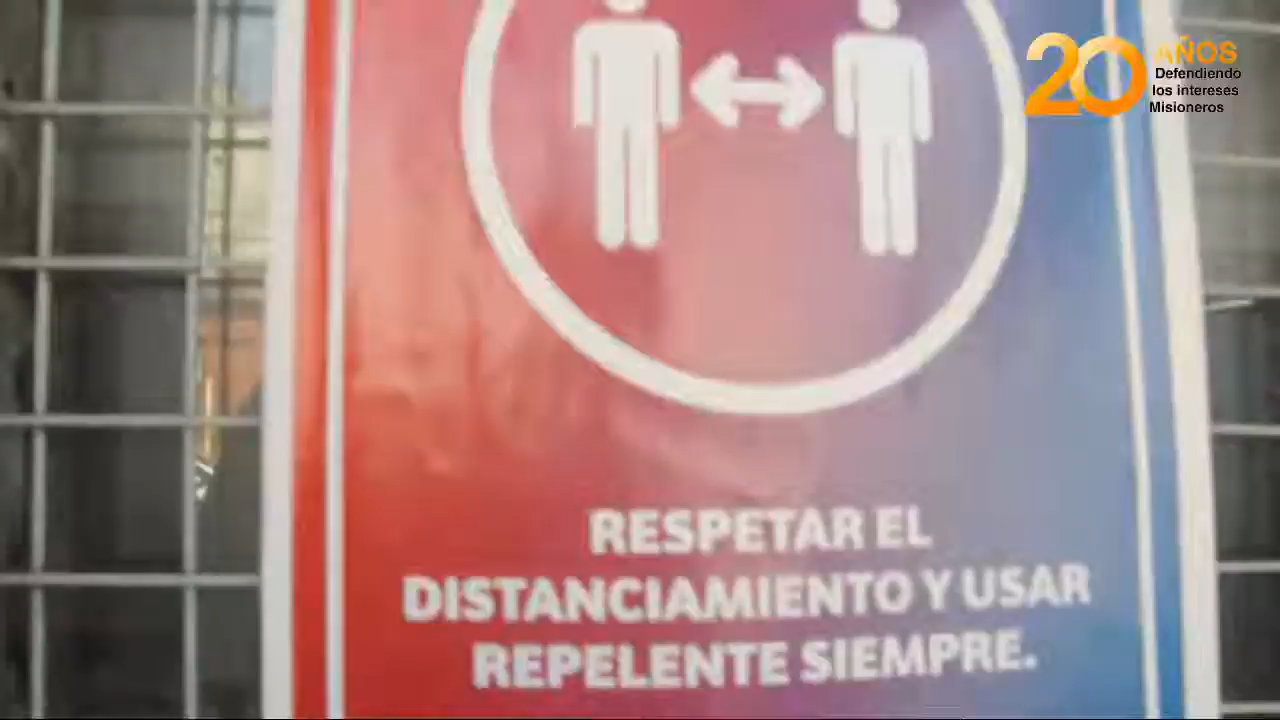 20 AÑOS
Defendiendo
los intereses
Misioneros
RESPETAR EL
DISTANCIAMIENTO Y USAR
REPELENTE SIEMPRE.